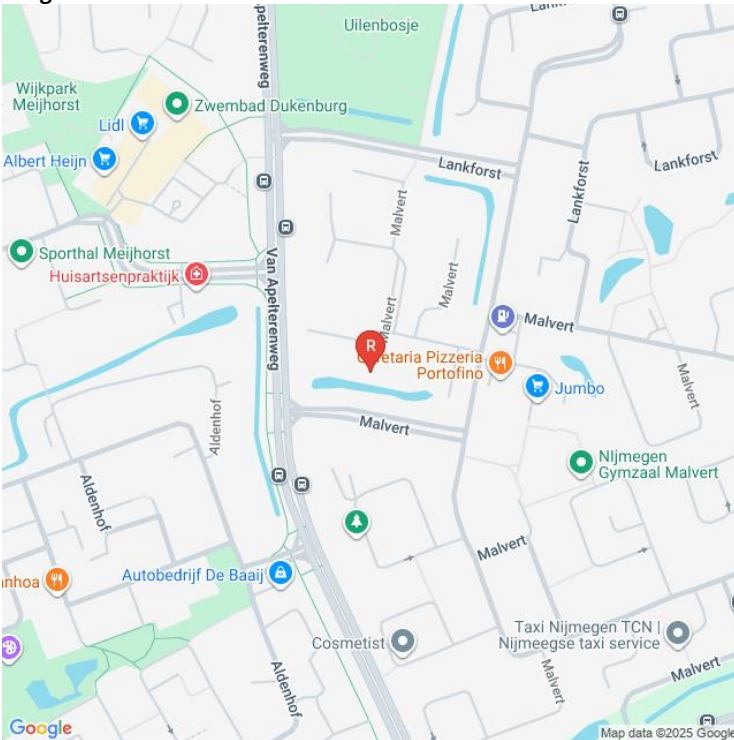 Uilenbosje
Apelterenweg
Wijkpark
Meijhorst
Zwembad Dukenburg
Lidl
Albert Heijn
Lankforst
Lankforst
Lankforst
Malvert
Sporthal Meijhorst
Huisartsenpraktijk
Van Apelterenweg
Malvert
Malvert
Malvert
R
Pizzeria
Portofino
Jumbo
Malvert
Malvert
Aldenhof
NIjmegen
Gymzaal Malvert
Aldenhof
Malvert
Autobedrijf De Baaij
Taxi Nijmegen TCN |
Nijmeegse taxi service
Cosmetist
Aldenhof
Malvert
Malvert
Google
Map data ©2025 Google